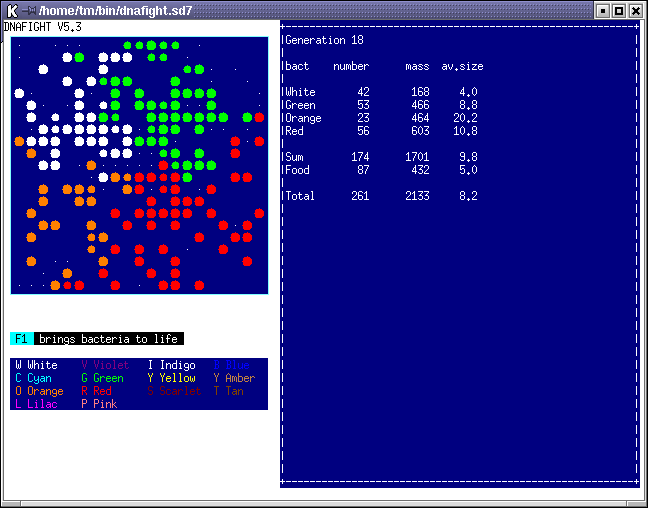 /home/tm/bin/dnafight.sd7
DNAFIGHT V5.3
Generation 18
bact number mass av.size
White 42 168 4.0
Green 53 466 8.8
Orange 23 464 20.2
Red 56 603 10.8
Sum 174 1701 9.8
Food 87 432 5.0
Total 261 2133 8.2
F1 brings bacteria to life
W White V Violet I Indigo B Blue
C Cyan G Green Y Yellow Y Amber
O Orange R Red S Scarlet T Tan
L Lilac P Pink